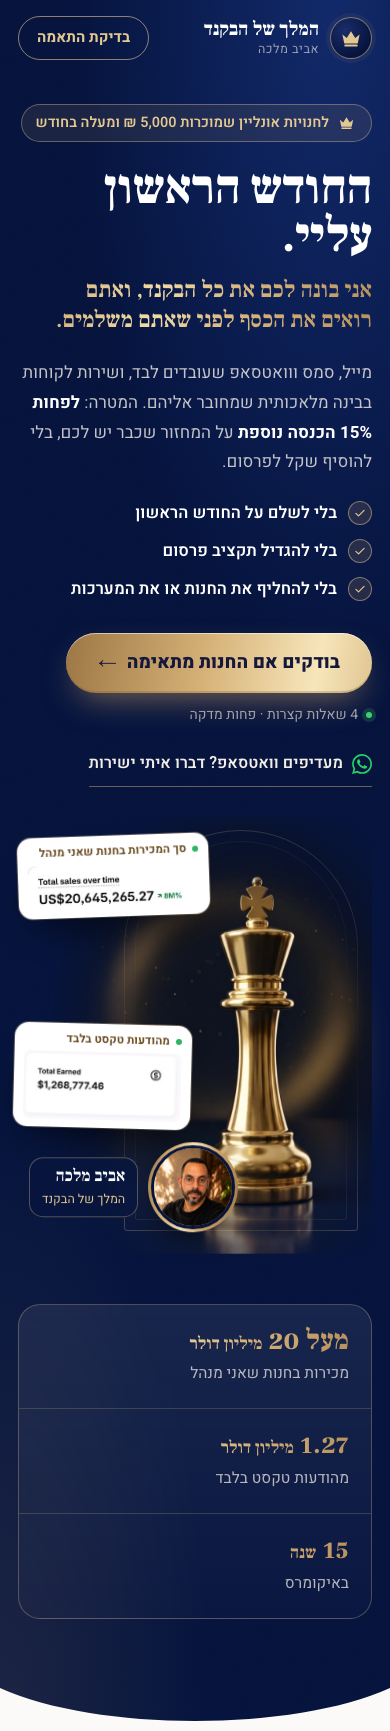 המלך של הבקנד
אביב מלכה
בדיקת התאמה
לחנויות אונליין שמוכרות 5,000 ₪ ומעלה בחודש
החודש הראשון
עליי.
אני בונה לכם את כל הבקנד, ואתם
רואים את הכסף לפני שאתם משלמים.
מייל, סמס וווואטסאפ שעובדים לבד, ושירות לקוחות
בבינה מלאכותית שמחובר אליהם. המטרה: לפחות
15% הכנסה נוספת על המחזור שכבר יש לכם, בלי
להוסיף שקל לפרסום.
בלי לשלם על החודש הראשון
בלי להגדיל תקציב פרסום
בלי להחליף את החנות או את המערכות
בודקים אם החנות מתאימה ←
4 שאלות קצרות · פחות מדקה
מעדיפים וואטסאפ? דברו איתי ישירות
סך המכירות בחנות שאני מנהל
Total sales over time
US$20,645,265.27 ↗ 8M%
מהודעות טקסט בלבד
Total Earned
$1,268,777.46
אביב מלכה
המלך של הבקנד
מעל 20 מיליון דולר
מכירות בחנות שאני מנהל
1.27 מיליון דולר
מהודעות טקסט בלבד
15 שנה
באיקומרס